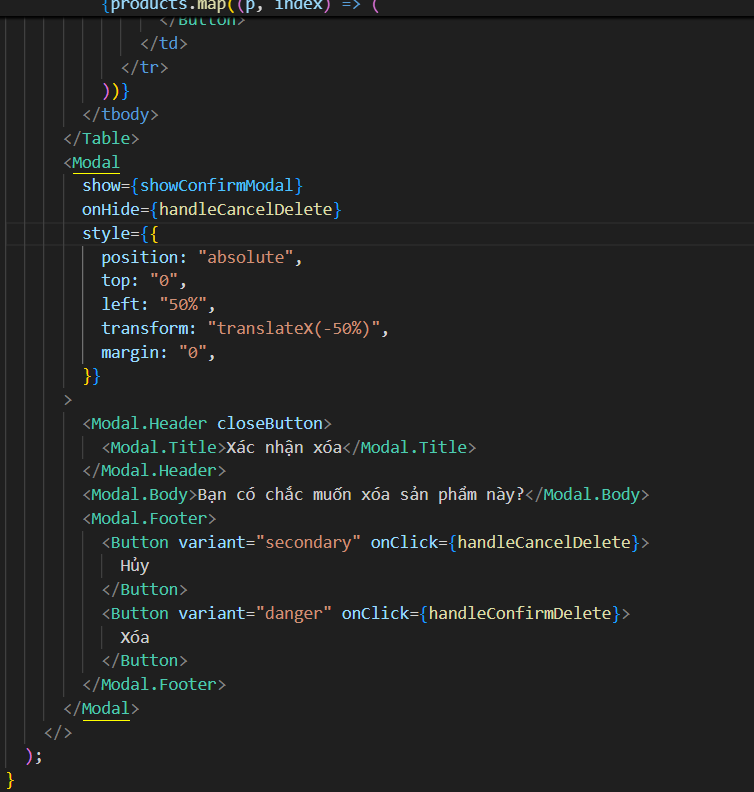 {products.map((p, index) => (
</Button>
</td>
</tr>
))}
</tbody>
</Table>
<Modal
show={showConfirmModal}
onHide={handleCancelDelete}
style={{
position: "absolute",
top: "0",
left: "50%",
transform: "translateX(-50%)",
margin: "0",
}}
>
<Modal.Header closeButton>
<Modal.Title>Xác nhận xóa</Modal.Title>
</Modal.Header>
<Modal.Body>Bạn có chắc muốn xóa sản phẩm này?</Modal.Body>
<Modal.Footer>
<Button variant="secondary" onClick={handleCancelDelete}>
Hủy
</Button>
<Button variant="danger" onClick={handleConfirmDelete}>
Xóa
</Button>
</Modal.Footer>
</Modal>
</>
);
}